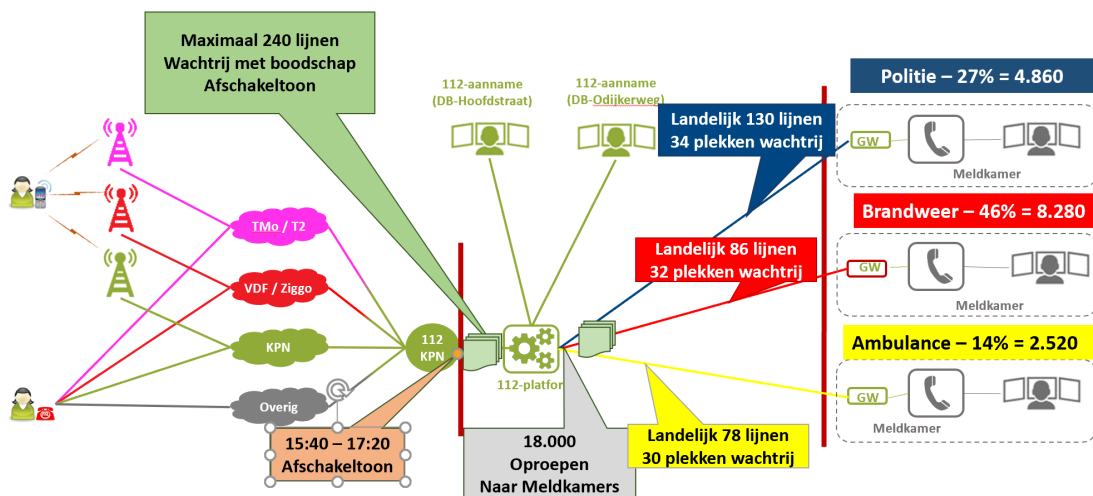 Maximaal 240 lijnen
Wachtrij met boodschap
Afschakeltoon
112-aanname
(DB-Hoofdstraat)
112-aanname
(DB-Odijkerweg)
Politie – 27% = 4.860
Landelijk 130 lijnen
34 plekken wachtrij
GW
Meldkamer
Brandweer – 46% = 8.280
TMo / T2
Landelijk 86 lijnen
32 plekken wachtrij
GW
VDF / Ziggo
Meldkamer
KPN
112
KPN
Ambulance – 14% = 2.520
112-platfor
GW
Overig
Meldkamer
15:40 – 17:20
Afschakeltoon
18.000
Oproepen
Naar Meldkamers
Landelijk 78 lijnen
30 plekken wachtrij